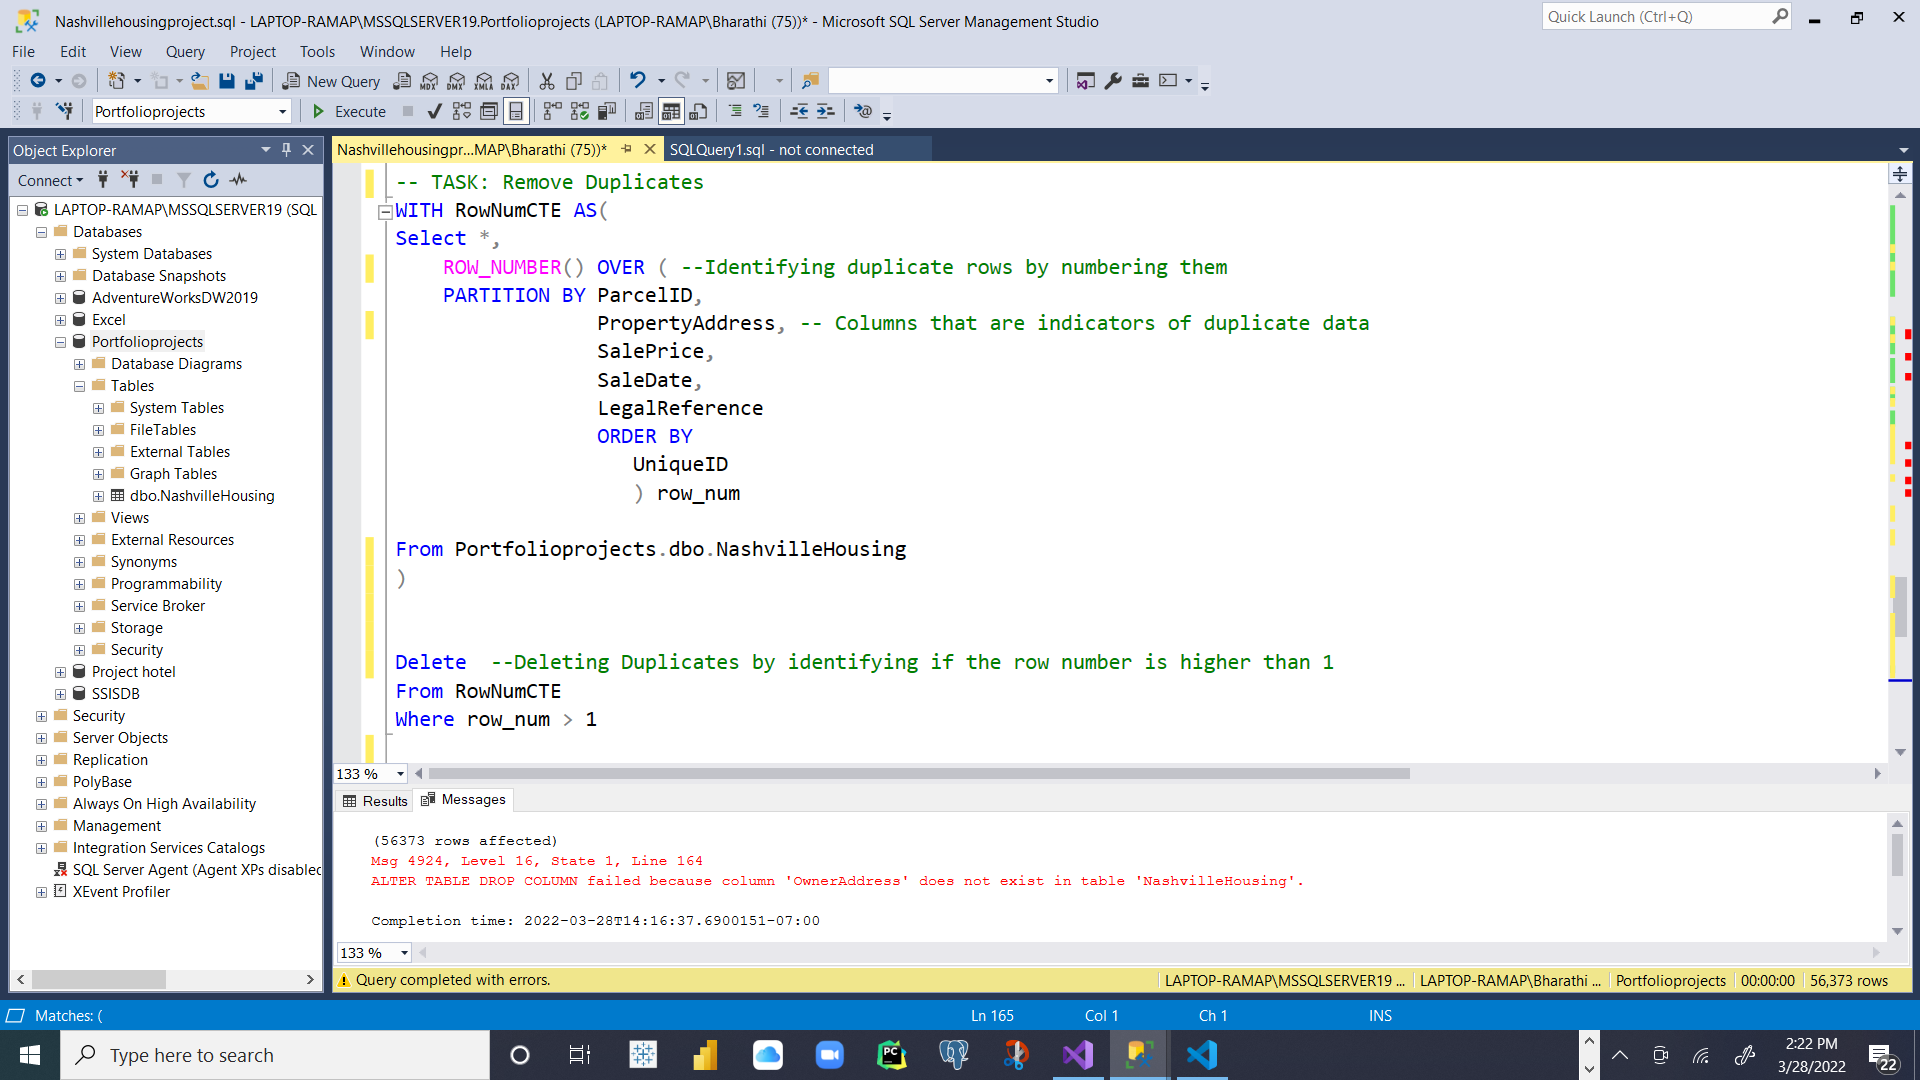 Nashvillehousingproject.sql - LAPTOP-RAMAP\MSSQLSERVER19.Portfolioprojects (LAPTOP-RAMAP\Bharathi (75))* - Microsoft SQL Server Management Studio
Quick Launch (Ctrl+Q)
File Edit View Query Project Tools Window Help
New Query
MDX DMX XMLA DAX
Portfolioprojects
Execute
Object Explorer
Nashvillehousingpr...MAP\Bharathi (75))*
SQLQuery1.sql - not connected
Connect
LAPTOP-RAMAP\MSSQLSERVER19 (SQL
Databases
System Databases
Database Snapshots
AdventureWorksDW2019
Excel
Portfolioprojects
Database Diagrams
Tables
System Tables
FileTables
External Tables
Graph Tables
dbo.NashvilleHousing
Views
External Resources
Synonyms
Programmability
Service Broker
Storage
Security
Project hotel
SSISDB
Security
Server Objects
Replication
PolyBase
Always On High Availability
Management
Integration Services Catalogs
SQL Server Agent (Agent XPs disabled
XEvent Profiler
-- TASK: Remove Duplicates
WITH RowNumCTE AS(
Select *,
ROW_NUMBER() OVER ( --Identifying duplicate rows by numbering them
PARTITION BY ParcelID,
PropertyAddress, -- Columns that are indicators of duplicate data
SalePrice,
SaleDate,
LegalReference
ORDER BY
UniqueID
) row_num
From Portfolioprojects.dbo.NashvilleHousing
)
Delete --Deleting Duplicates by identifying if the row number is higher than 1
From RowNumCTE
Where row_num > 1
133 %
Results
Messages
(56373 rows affected)
Msg 4924, Level 16, State 1, Line 164
ALTER TABLE DROP COLUMN failed because column 'OwnerAddress' does not exist in table 'NashvilleHousing'.
Completion time: 2022-03-28T14:16:37.6900151-07:00
133 %
Query completed with errors.
LAPTOP-RAMAP\MSSQLSERVER19 ...
LAPTOP-RAMAP\Bharathi ...
Portfolioprojects
00:00:00
56,373 rows
Matches: (
Ln 165
Col 1
Ch 1
INS
Type here to search
PC
2:22 PM
3/28/2022
22